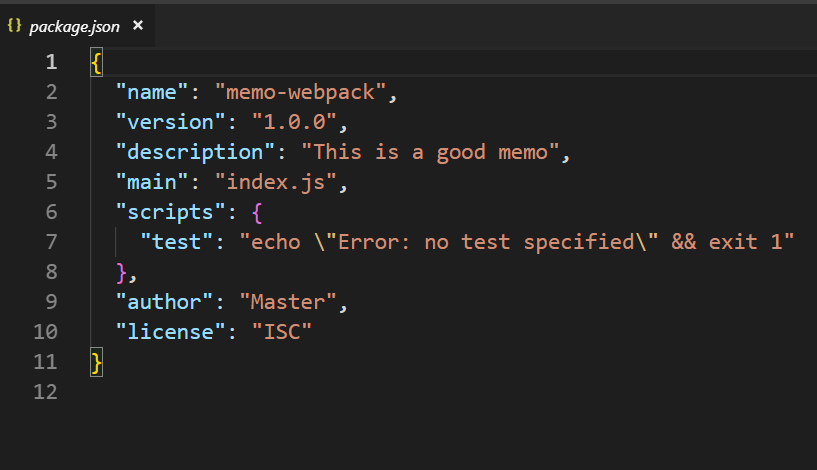 {} package.json ×
1 {
2 "name": "memo-webpack",
3 "version": "1.0.0",
4 "description": "This is a good memo",
5 "main": "index.js",
6 "scripts": {
7 "test": "echo \"Error: no test specified\" && exit 1"
8 },
9 "author": "Master",
10 "license": "ISC"
11 }
12